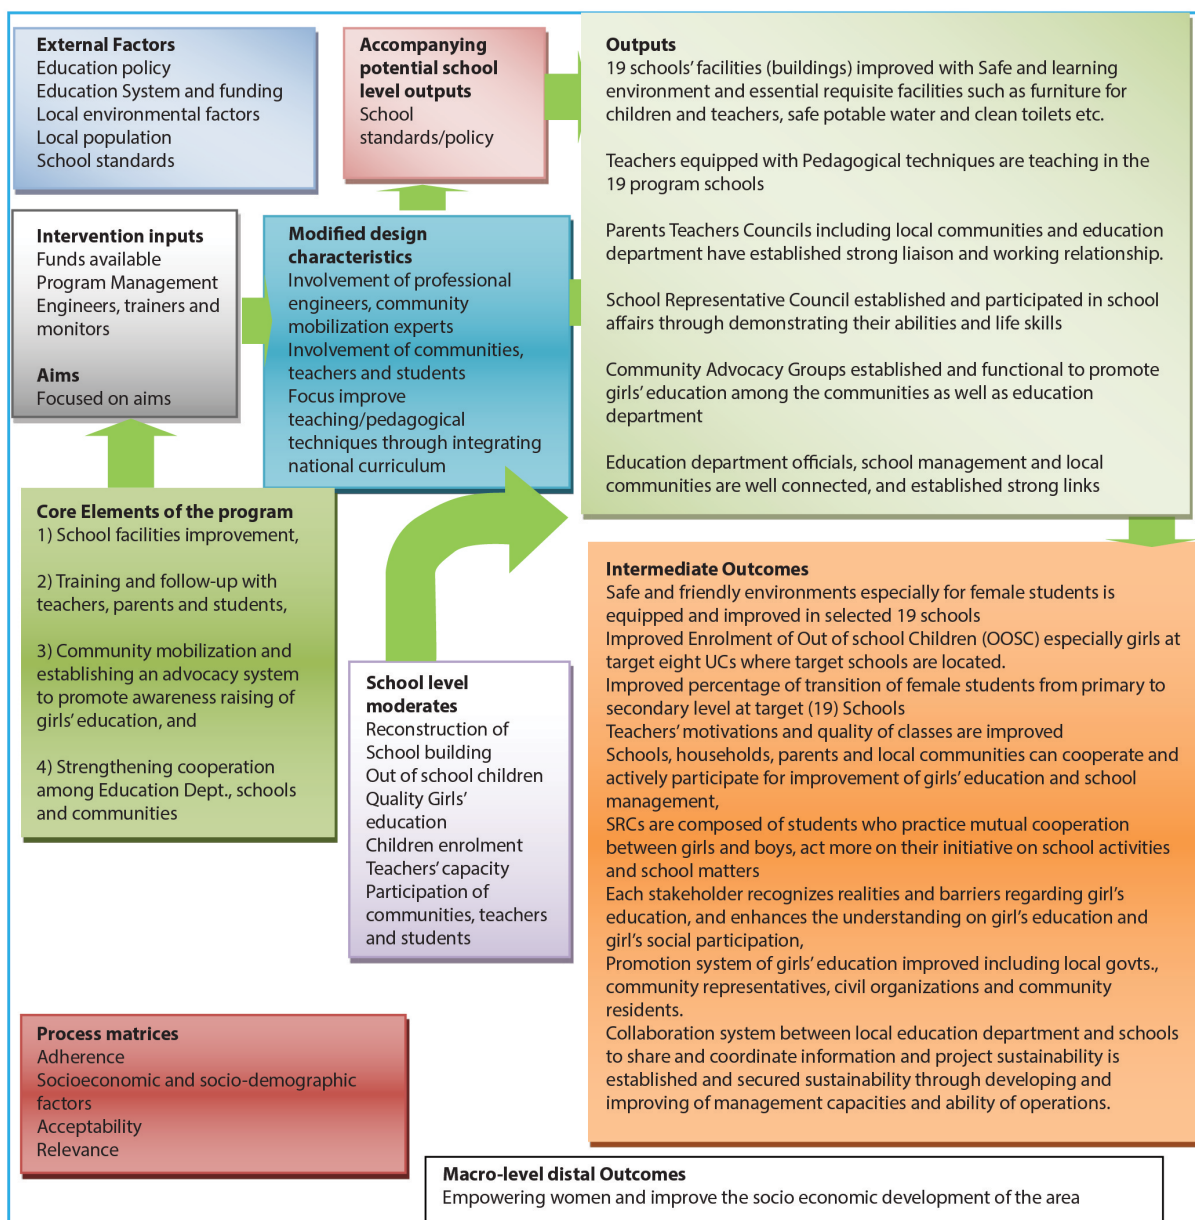 External Factors
Education policy
Education System and funding
Local environmental factors
Local population
School standards
Accompanying
potential school
level outputs
School
standards/policy
Outputs
19 schools’ facilities (buildings) improved with Safe and learning
environment and essential requisite facilities such as furniture for
children and teachers, safe potable water and clean toilets etc.
Teachers equipped with Pedagogical techniques are teaching in the
19 program schools
Parents Teachers Councils including local communities and education
department have established strong liaison and working relationship.
School Representative Council established and participated in school
affairs through demonstrating their abilities and life skills
Community Advocacy Groups established and functional to promote
girls’ education among the communities as well as education
department
Education department officials, school management and local
communities are well connected, and established strong links
Intervention inputs
Funds available
Program Management
Engineers, trainers and
monitors
Aims
Focused on aims
Modified design
characteristics
Involvement of professional
engineers, community
mobilization experts
Involvement of communities,
teachers and students
Focus improve
teaching/pedagogical
techniques through integrating
national curriculum
Core Elements of the program
1) School facilities improvement,
2) Training and follow-up with
teachers, parents and students,
3) Community mobilization and
establishing an advocacy system
to promote awareness raising of
girls’ education, and
4) Strengthening cooperation
among Education Dept., schools
and communities
School level
moderates
Reconstruction of
School building
Out of school children
Quality Girls’
education
Children enrolment
Teachers’ capacity
Participation of
communities, teachers
and students
Intermediate Outcomes
Safe and friendly environments especially for female students is
equipped and improved in selected 19 schools
Improved Enrolment of Out of school Children (OOSC) especially girls at
target eight UCs where target schools are located.
Improved percentage of transition of female students from primary to
secondary level at target (19) Schools
Teachers’ motivations and quality of classes are improved
Schools, households, parents and local communities can cooperate and
actively participate for improvement of girls’ education and school
management,
SRCs are composed of students who practice mutual cooperation
between girls and boys, act more on their initiative on school activities
and school matters
Each stakeholder recognizes realities and barriers regarding girl’s
education, and enhances the understanding on girl’s education and
girl’s social participation,
Promotion system of girls’ education improved including local govts.,
community representatives, civil organizations and community
residents.
Collaboration system between local education department and schools
to share and coordinate information and project sustainability is
established and secured sustainability through developing and
improving of management capacities and ability of operations.
Process matrices
Adherence
Socioeconomic and socio-demographic
factors
Acceptability
Relevance
Macro-level distal Outcomes
Empowering women and improve the socio economic development of the area